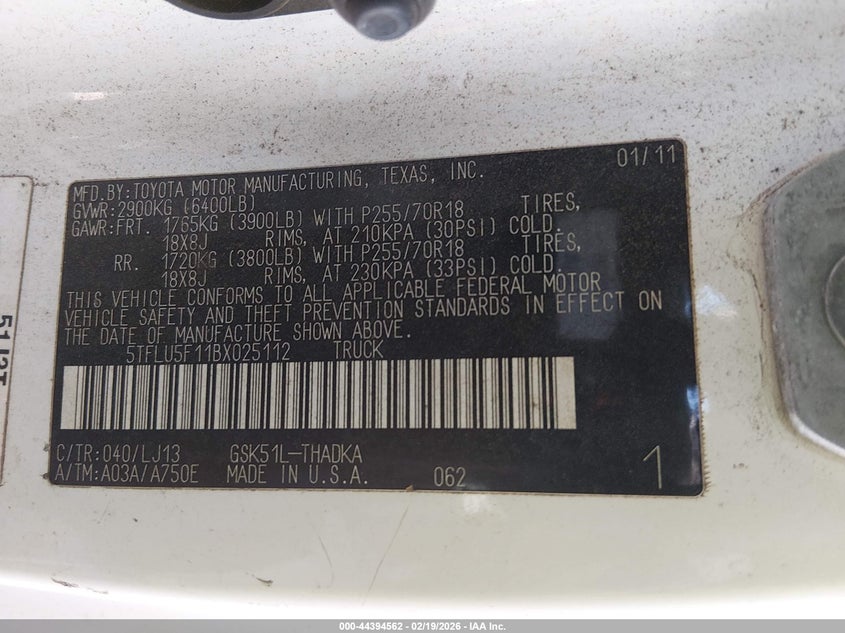 MFD.BY:TOYOTA MOTOR MANUFACTURING, TEXAS, INC. 01/11
GVWR:2900KG (6400LB)
GAWR:FRT. 1765KG (3900LB) WITH P255/70R18 TIRES,
18X8J RIMS, AT 210KPA (30PSI) COLD.
RR. 1720KG (3800LB) WITH P255/70R18 TIRES,
18X8J RIMS, AT 230KPA (33PSI) COLD.
THIS VEHICLE CONFORMS TO ALL APPLICABLE FEDERAL MOTOR
VEHICLE SAFETY AND THEFT PREVENTION STANDARDS IN EFFECT ON
THE DATE OF MANUFACTURE SHOWN ABOVE.
5TFLU5F11BX025112 TRUCK
C/TR:040/LJ13 GSK51L-THADKA
A/TM:A03A/A750E MADE IN U.S.A. 062 1
000-44394562 — 02/19/2026 — IAA Inc.